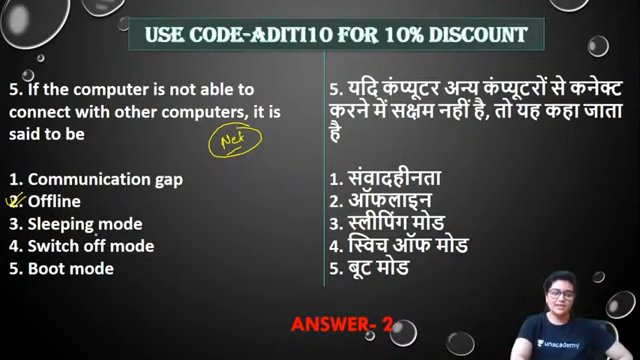 USE CODE-ADITI10 FOR 10% DISCOUNT
5. If the computer is not able to
connect with other computers, it is
said to be
Net
1. Communication gap
2. Offline
3. Sleeping mode
4. Switch off mode
5. Boot mode
5. यदि कंप्यूटर अन्य कंप्यूटरों से कनेक्ट
करने में सक्षम नहीं है, तो यह कहा जाता
है
1. संवादहीनता
2. ऑफलाइन
3. स्लीपिंग मोड
4. स्विच ऑफ मोड
5. बूट मोड
ANSWER- 2
unacademy